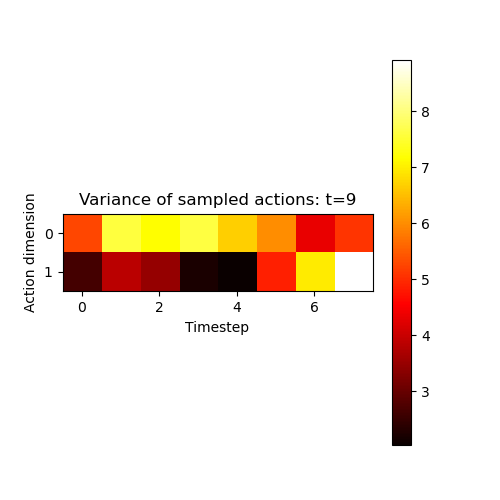 Variance of sampled actions: t=9
Action dimension
0
1
0 2 4 6
Timestep
8
7
6
5
4
3